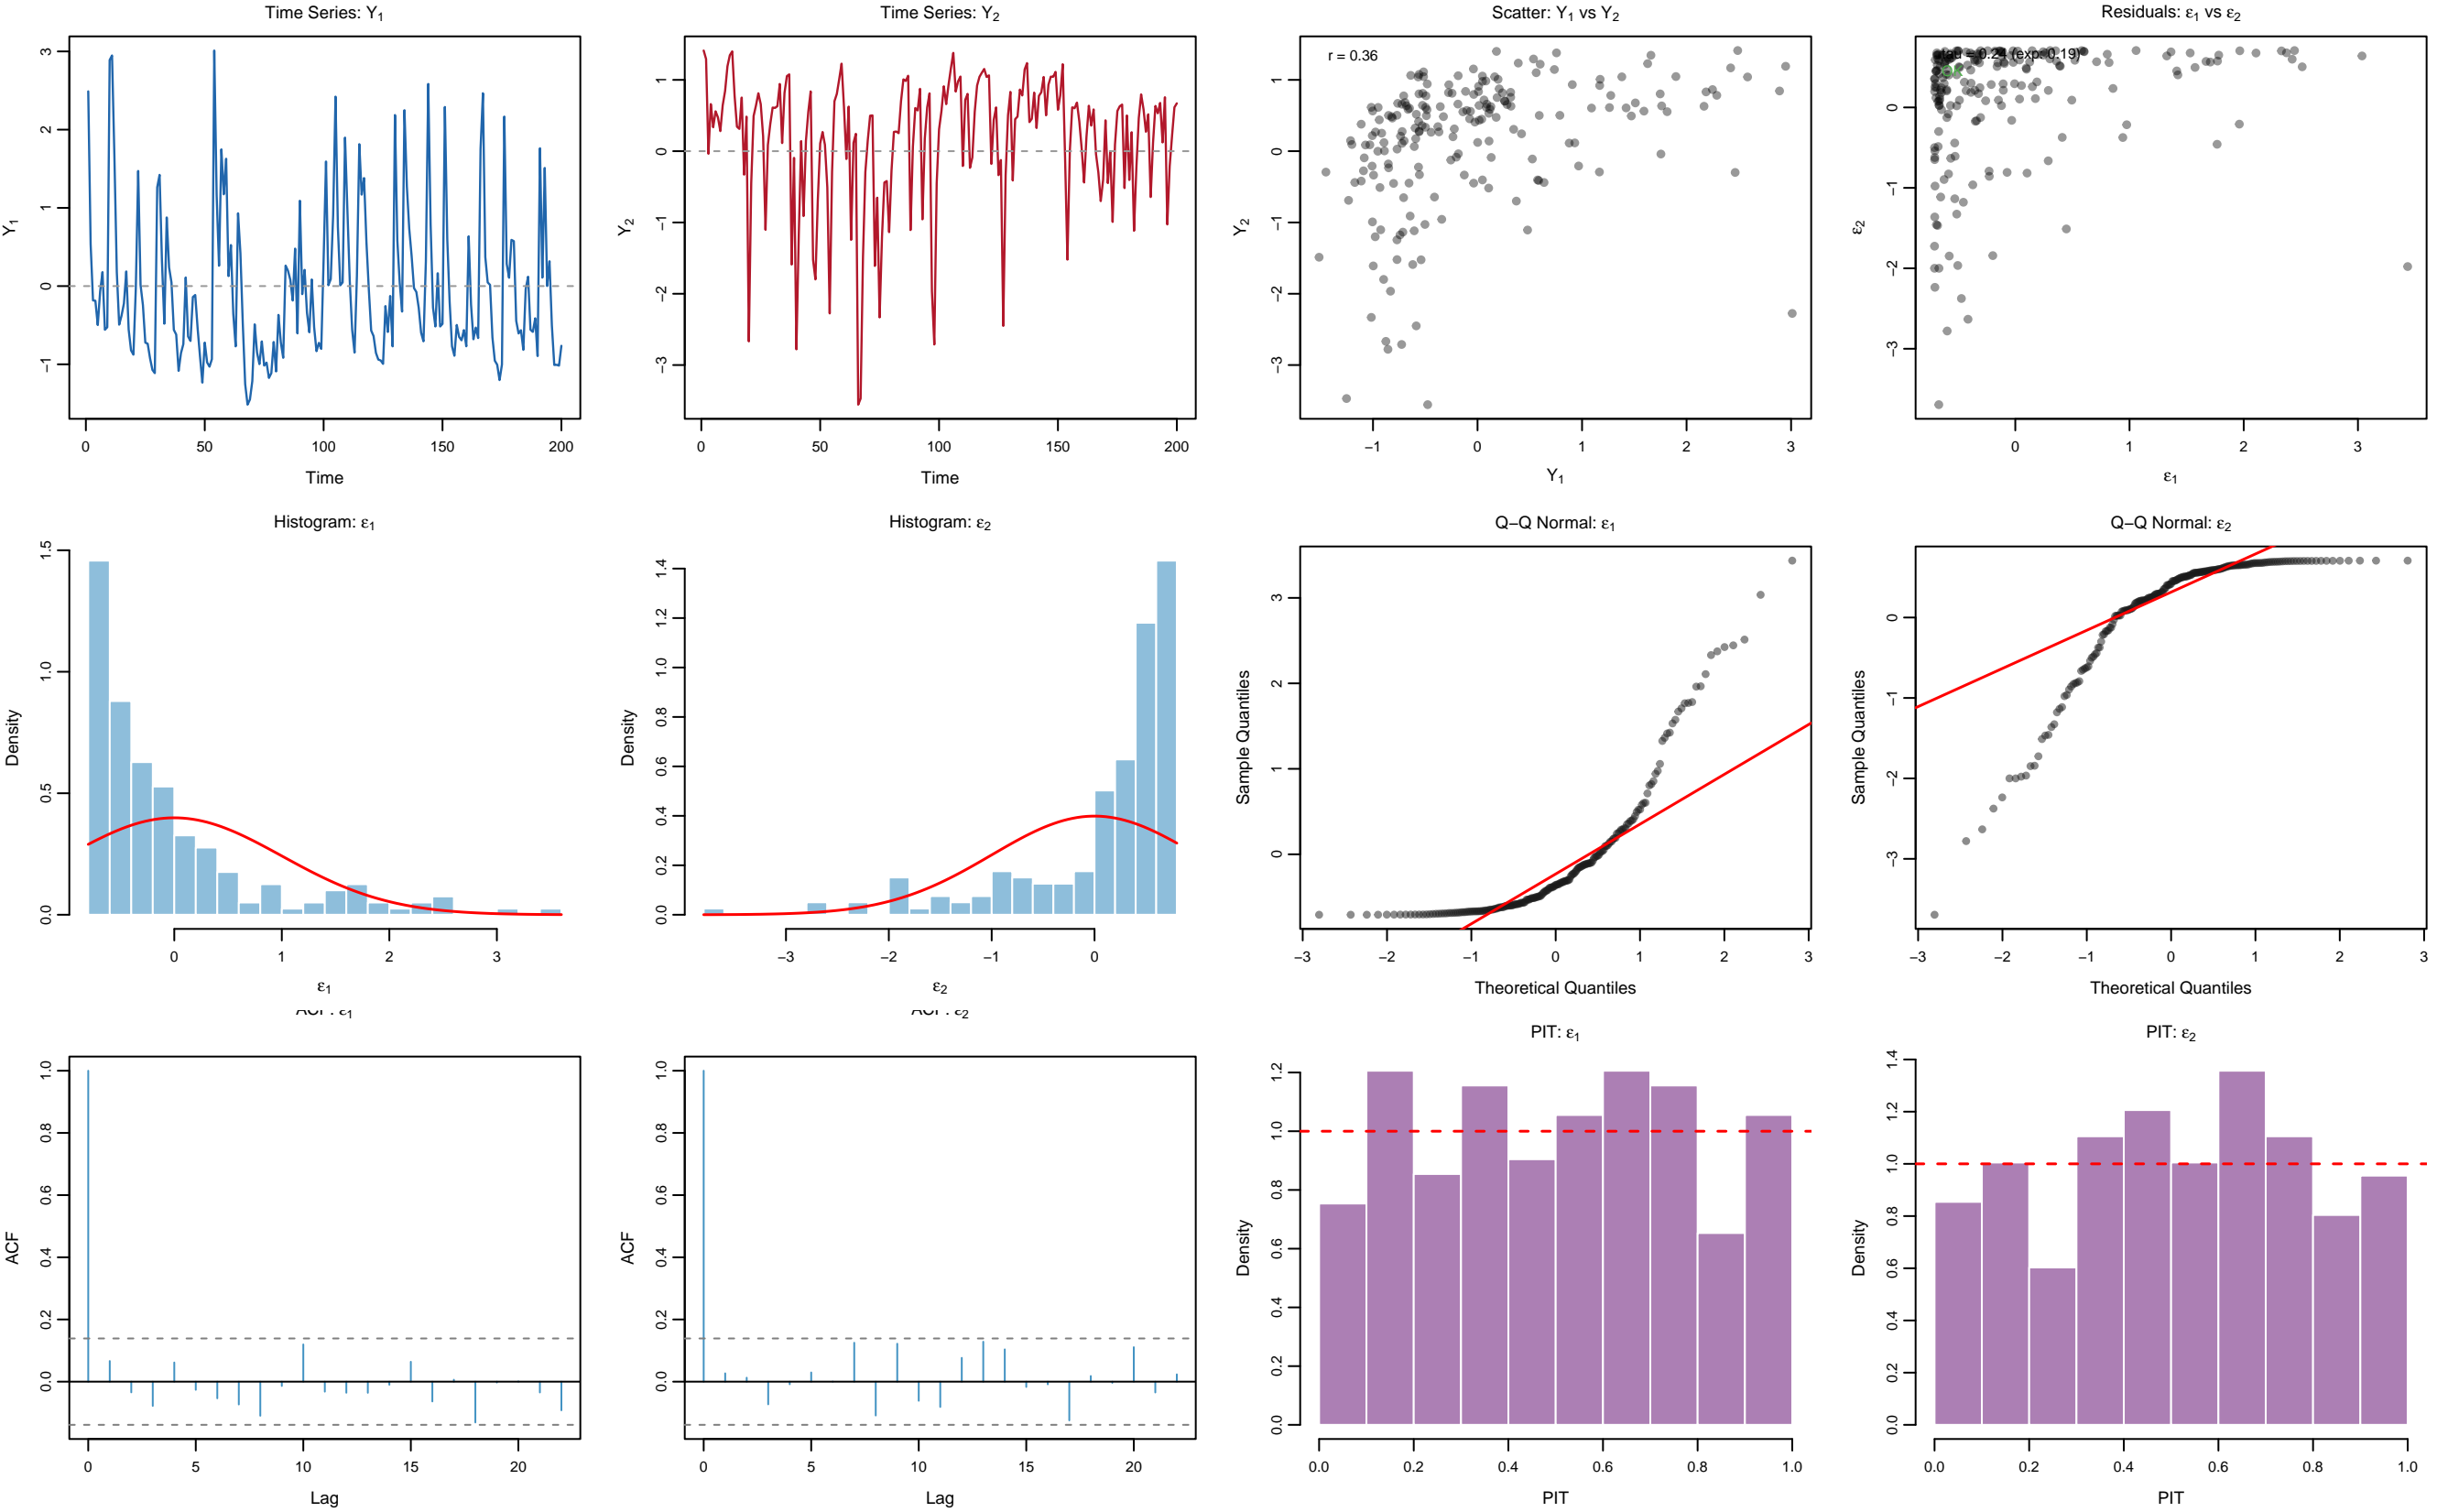 Time Series: Y1
Y1
3
2
1
0
−1
0 50 100 150 200
Time
Time Series: Y2
Y2
1
0
−1
−2
−3
0 50 100 150 200
Time
Scatter: Y1 vs Y2
r = 0.36
Y2
1
0
−1
−2
−3
−1 0 1 2 3
Y1
Residuals: ε1 vs ε2
= 0.24 (exp: 0.19)
ε2
0
−1
−2
−3
0 1 2 3
ε1
Histogram: ε1
Density
1.5
1.0
0.5
0.0
0 1 2 3
ε1
Histogram: ε2
Density
1.4
1.2
1.0
0.8
0.6
0.4
0.2
0.0
−3 −2 −1 0
ε2
Q−Q Normal: ε1
Sample Quantiles
3
2
1
0
−3 −2 −1 0 1 2 3
Theoretical Quantiles
Q−Q Normal: ε2
Sample Quantiles
0
−1
−2
−3
−3 −2 −1 0 1 2 3
Theoretical Quantiles
ACF: ε1
ACF
1.0
0.8
0.6
0.4
0.2
0.0
0 5 10 15 20
Lag
ACF: ε2
ACF
1.0
0.8
0.6
0.4
0.2
0.0
0 5 10 15 20
Lag
PIT: ε1
Density
1.2
1.0
0.8
0.6
0.4
0.2
0.0
0.0 0.2 0.4 0.6 0.8 1.0
PIT
PIT: ε2
Density
1.4
1.2
1.0
0.8
0.6
0.4
0.2
0.0
0.0 0.2 0.4 0.6 0.8 1.0
PIT